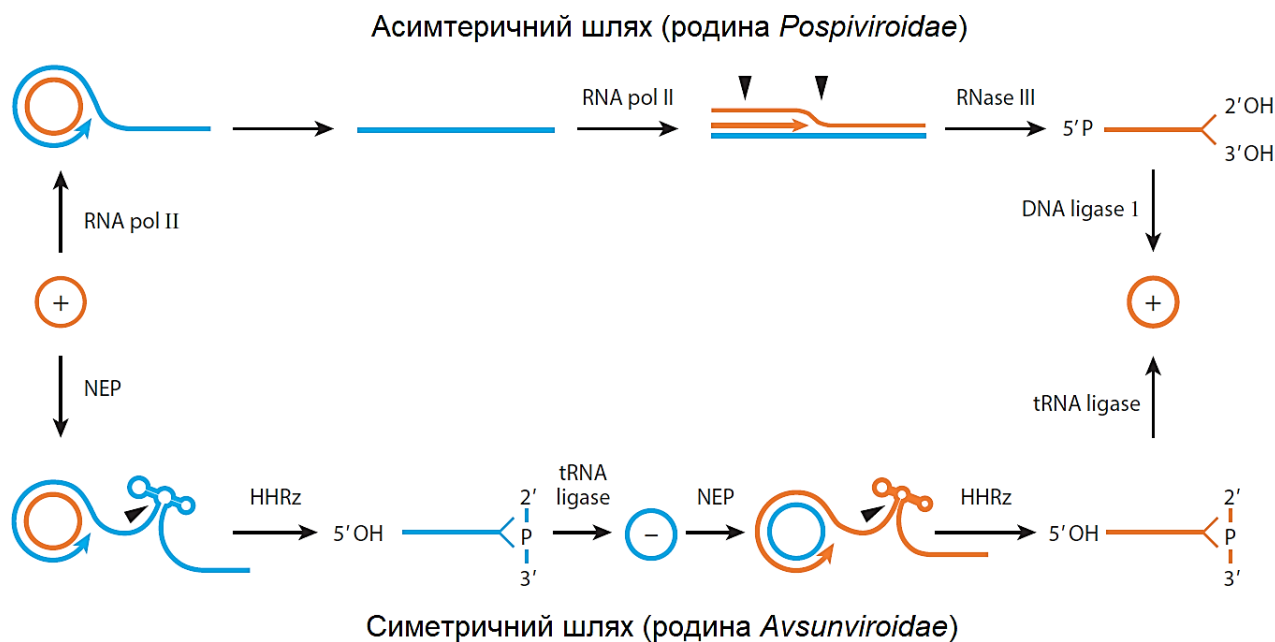 Асимтеричний шлях (родина Pospiviroidae)
RNA pol II
RNase III
5′P
2′OH
3′OH
RNA pol II
DNA ligase 1
+
+
NEP
tRNA ligase
HHRz
5′OH
2′
P
3′
tRNA
ligase
−
NEP
HHRz
5′OH
2′
P
3′
Симетричний шлях (родина Avsunviroidae)